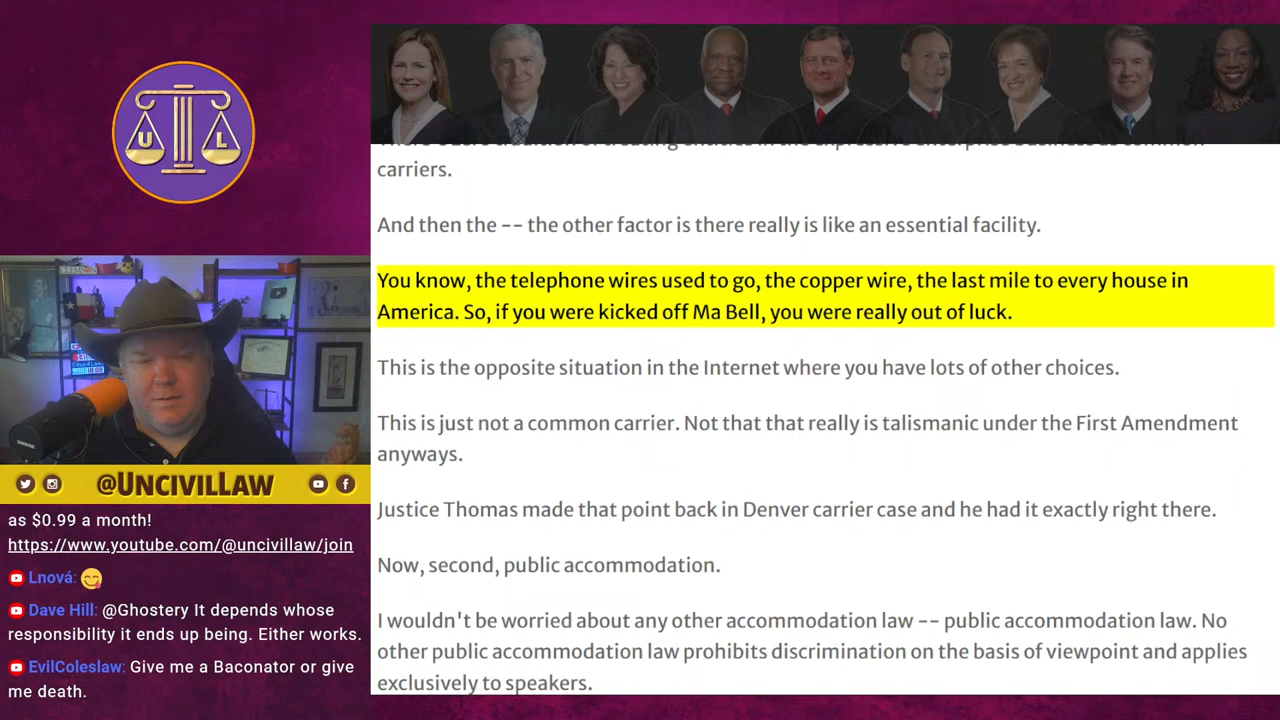 U L
@UNCIVILLAW
as $0.99 a month!
https://www.youtube.com/@uncivillaw/join
Lnová: 😋
Dave Hill: @Ghostery It depends whose
responsibility it ends up being. Either works.
EvilColeslaw: Give me a Baconator or give
me death.
carriers.
And then the -- the other factor is there really is like an essential facility.
You know, the telephone wires used to go, the copper wire, the last mile to every house in
America. So, if you were kicked off Ma Bell, you were really out of luck.
This is the opposite situation in the Internet where you have lots of other choices.
This is just not a common carrier. Not that that really is talismanic under the First Amendment
anyways.
Justice Thomas made that point back in Denver carrier case and he had it exactly right there.
Now, second, public accommodation.
I wouldn't be worried about any other accommodation law -- public accommodation law. No
other public accommodation law prohibits discrimination on the basis of viewpoint and applies
exclusively to speakers.